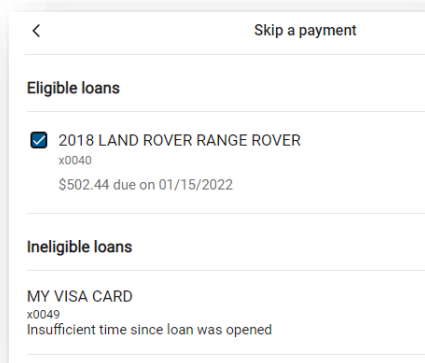 Skip a payment
Eligible loans
2018 LAND ROVER RANGE ROVER
x0040
$502.44 due on 01/15/2022
Ineligible loans
MY VISA CARD
x0049
Insufficient time since loan was opened